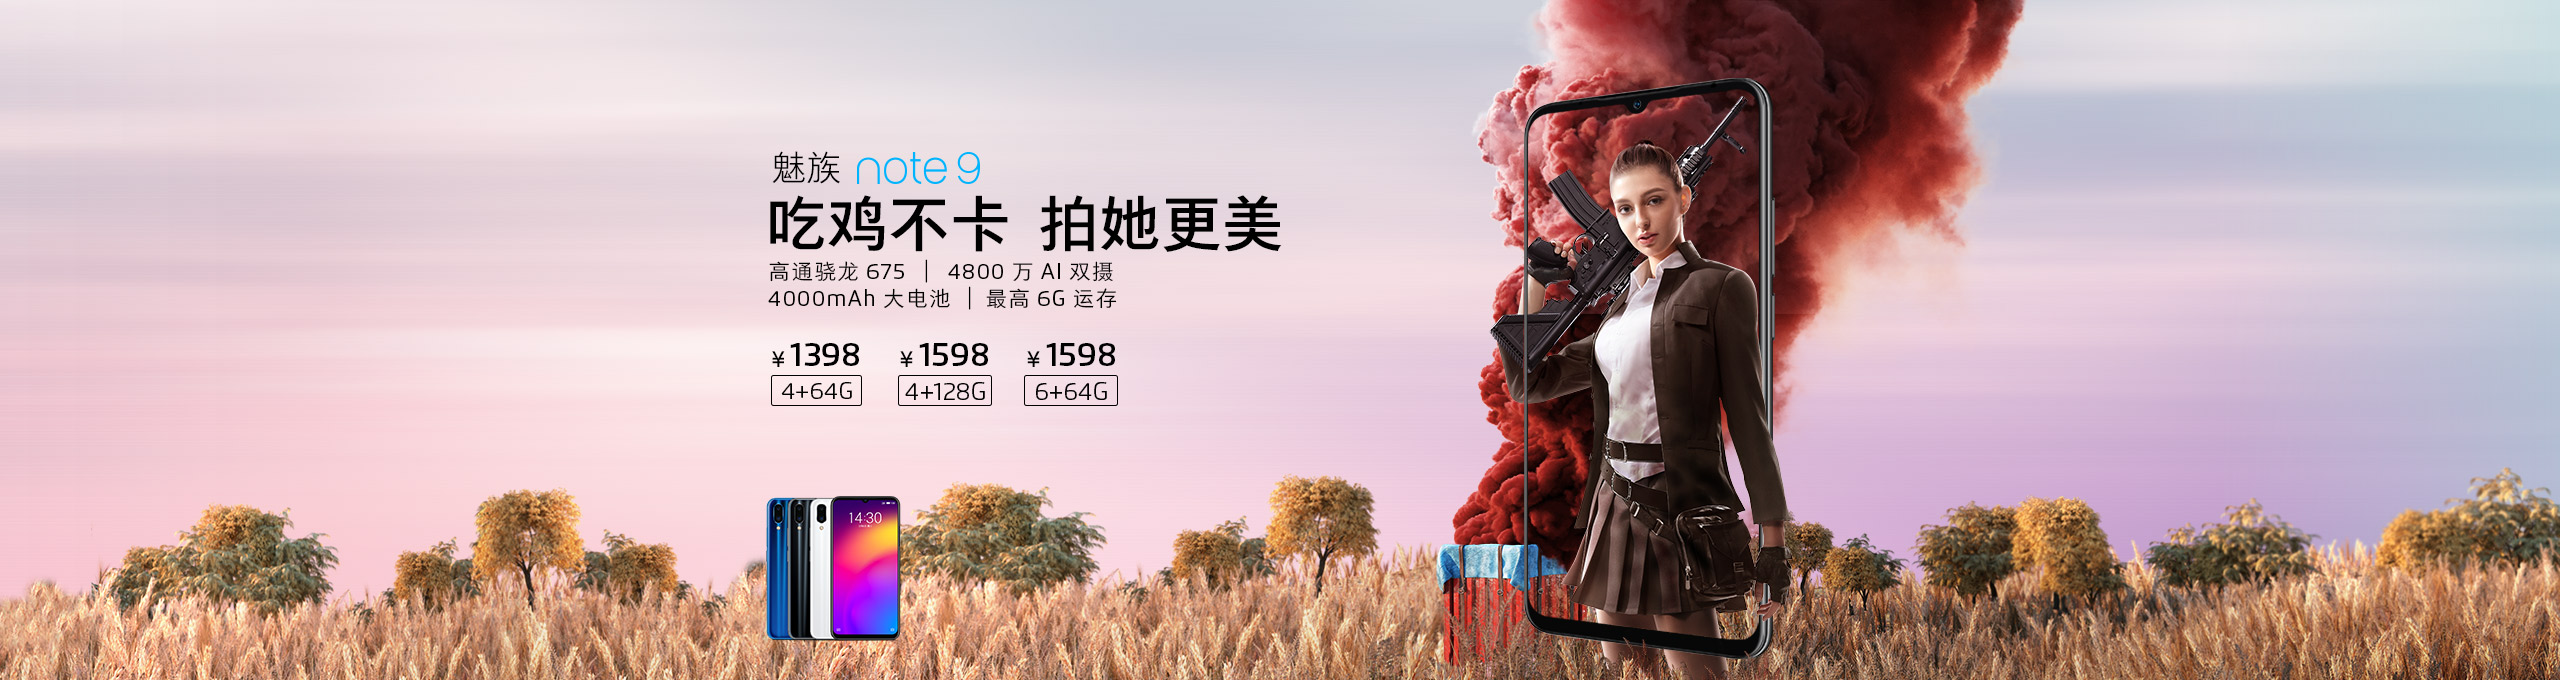 魅族 note 9
吃鸡不卡 拍她更美
高通骁龙 675 | 4800 万 AI 双摄
4000mAh 大电池 | 最高 6G 运存
¥1398 ¥1598 ¥1598
4+64G 4+128G 6+64G
14:30